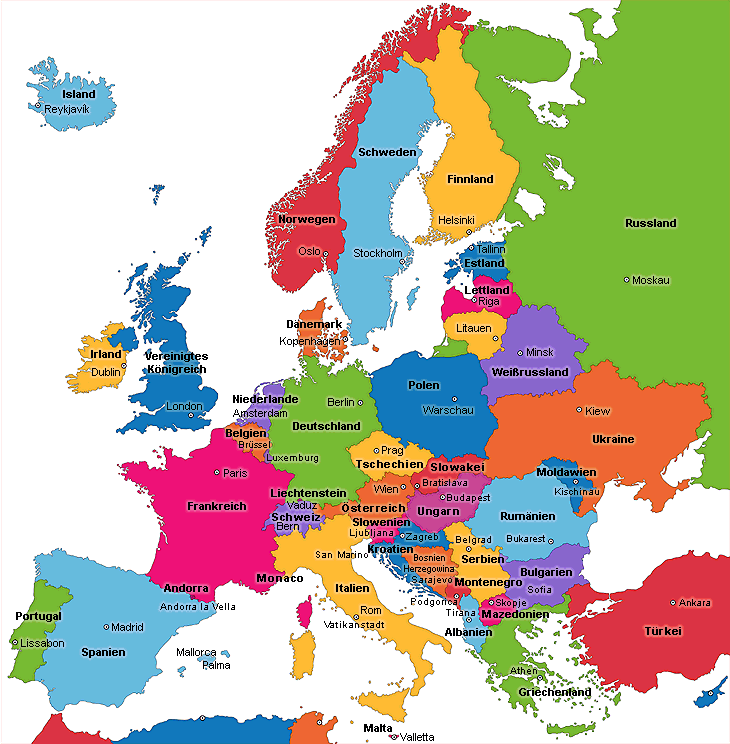 Island
Reykjavík
Schweden
Finnland
Norwegen
Helsinki
Oslo
Stockholm
Tallinn
Estland
Russland
Moskau
Lettland
Riga
Litauen
Dänemark
Kopenhagen
Minsk
Weißrussland
Irland
Dublin
Vereinigtes
Königreich
London
Niederlande
Amsterdam
Berlin
Deutschland
Polen
Warschau
Kiew
Ukraine
Belgien
Brüssel
Luxemburg
Prag
Tschechien
Slowakei
Bratislava
Moldawien
Kischinau
Paris
Frankreich
Liechtenstein
Vaduz
Schweiz
Bern
Wien
Österreich
Budapest
Ungarn
Rumänien
Bukarest
Slowenien
Ljubljana
Zagreb
Kroatien
Belgrad
Serbien
San Marino
Bosnien
Herzegowina
Sarajevo
Montenegro
Podgorica
Bulgarien
Sofia
Monaco
Italien
Rom
Vatikanstadt
Andorra
Andorra la Vella
Skopje
Mazedonien
Tirana
Albanien
Ankara
Türkei
Portugal
Lissabon
Madrid
Spanien
Mallorca
Palma
Athen
Griechenland
Malta
Valletta